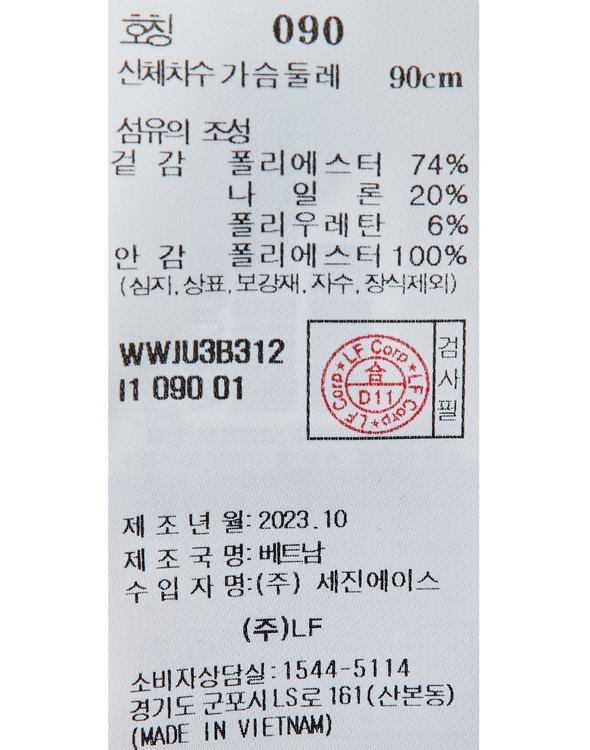 호칭 090
신체치수 가슴둘레 90cm
섬유의 조성
겉 감 폴리에스터 74%
나 일 론 20%
폴리우레탄 6%
안 감 폴리에스터 100%
(심지, 상표, 보강재, 자수, 장식제외)
WWJU3B312
I1 090 01
LF Corp ★ LF Corp ★ LF Corp ★
合
D11
검사필
제 조 년 월: 2023.10
제 조 국 명: 베트남
수 입 자 명:(주) 세진에이스
(주)LF
소비자상담실: 1544-5114
경기도 군포시 LS로 161(산본동)
(MADE IN VIETNAM)